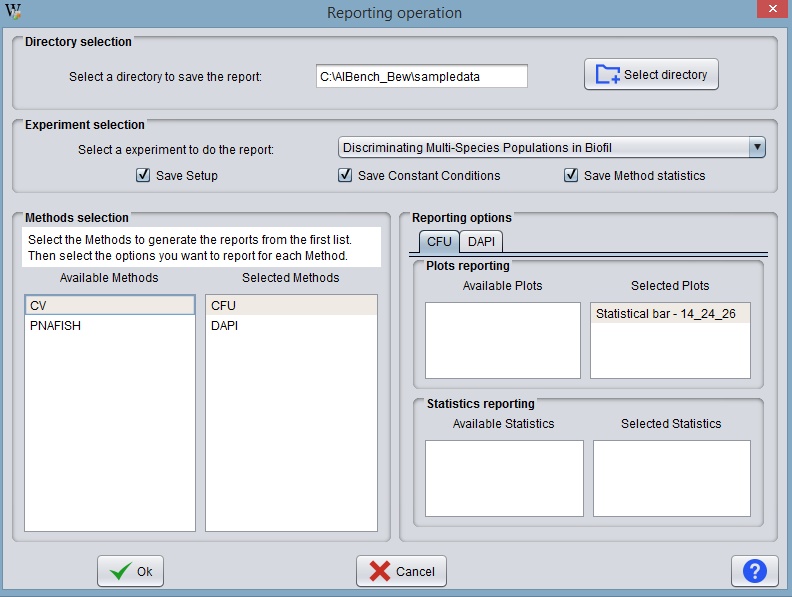 Reporting operation
Directory selection
Select a directory to save the report:
C:\AIBench_Bew\sampledata
Select directory
Experiment selection
Select a experiment to do the report:
Discriminating Multi-Species Populations in Biofil
Save Setup
Save Constant Conditions
Save Method statistics
Methods selection
Select the Methods to generate the reports from the first list.
Then select the options you want to report for each Method.
Available Methods
Selected Methods
CV
PNAFISH
CFU
DAPI
Reporting options
CFU
DAPI
Plots reporting
Available Plots
Selected Plots
Statistical bar - 14_24_26
Statistics reporting
Available Statistics
Selected Statistics
Ok
Cancel
?